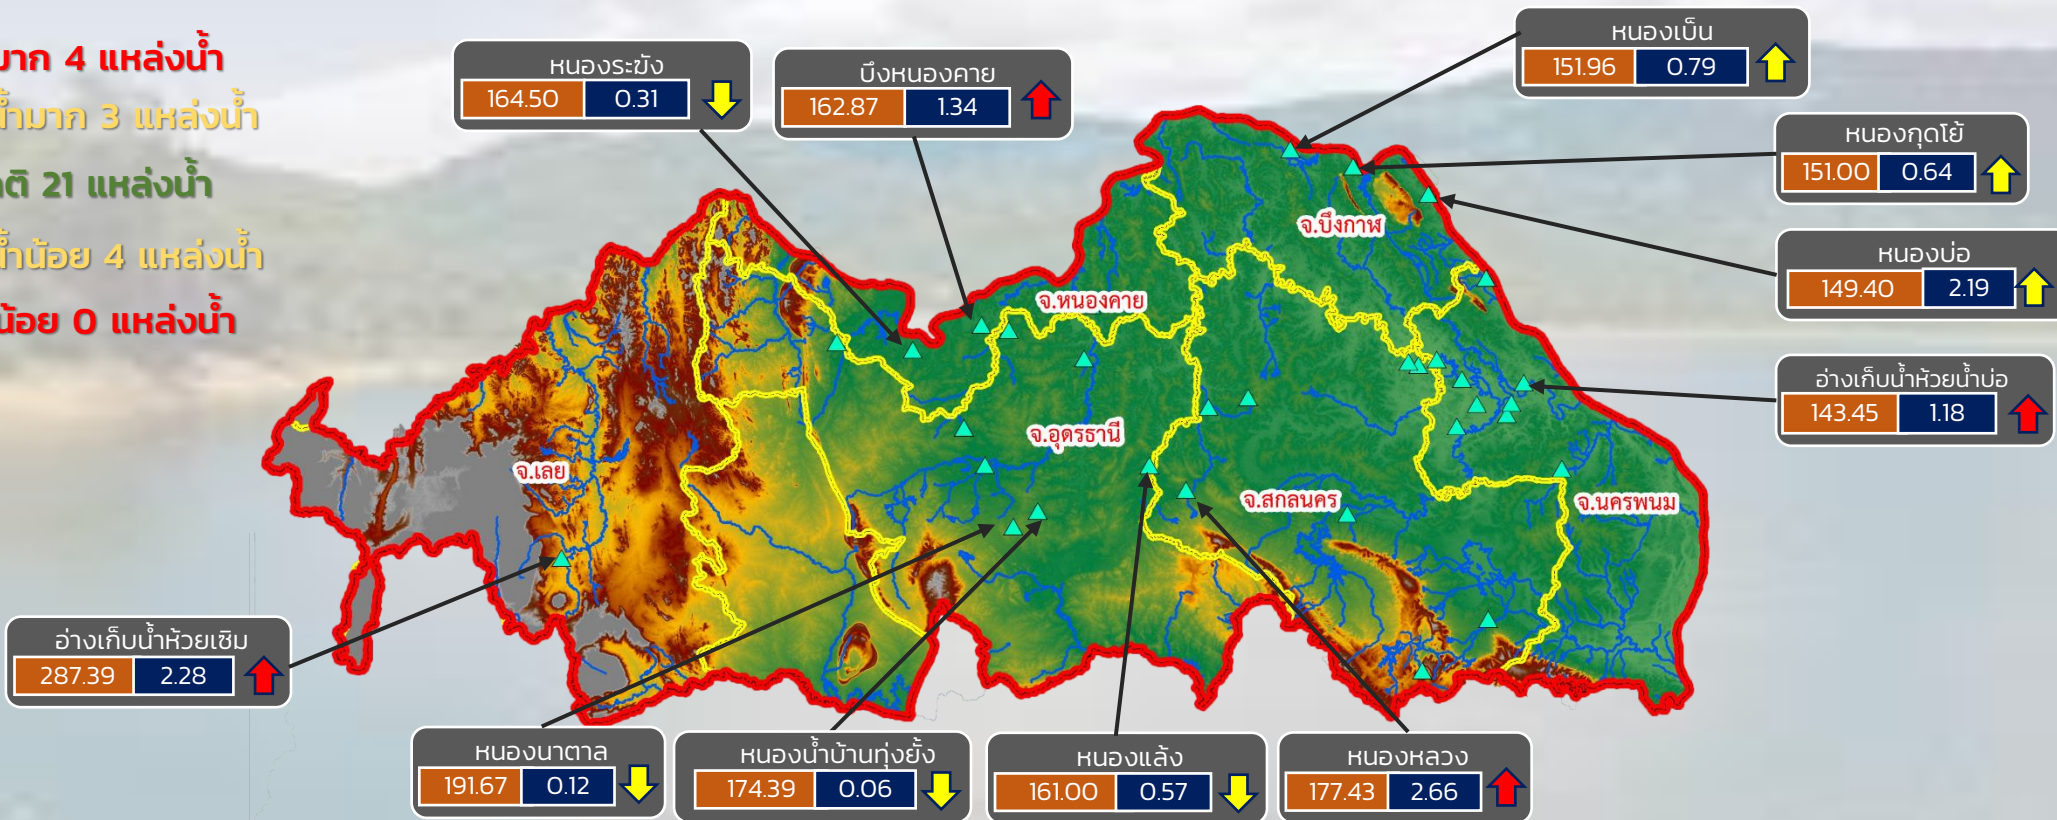 มาก 4 แหล่งน้ำ
น้ำมาก 3 แหล่งน้ำ
กติ 21 แหล่งน้ำ
น้ำน้อย 4 แหล่งน้ำ
น้อย 0 แหล่งน้ำ
หนองระฆัง
164.50 0.31
บึงหนองคาย
162.87 1.34
หนองเบ็น
151.96 0.79
หนองกุดโย้
151.00 0.64
หนองบ่อ
149.40 2.19
อ่างเก็บน้ำห้วยน้ำบ่อ
143.45 1.18
จ.บึงกาฬ
จ.หนองคาย
จ.อุดรธานี
จ.เลย
จ.สกลนคร
จ.นครพนม
อ่างเก็บน้ำห้วยเซิม
287.39 2.28
หนองนาตาล
191.67 0.12
หนองน้ำบ้านทุ่งยั้ง
174.39 0.06
หนองแล้ง
161.00 0.57
หนองหลวง
177.43 2.66